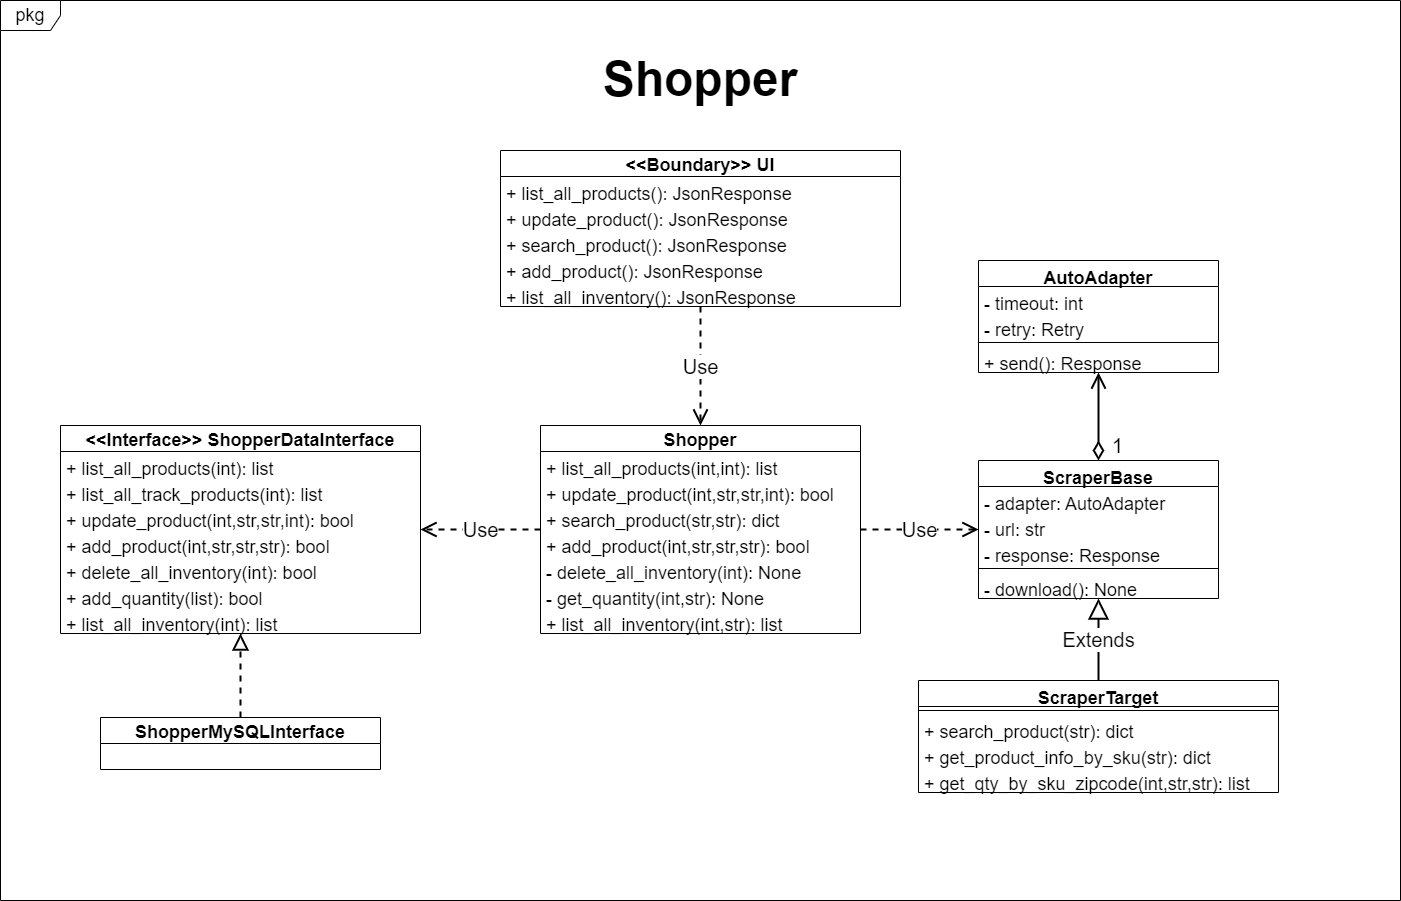 pkg
Shopper
<<Boundary>> UI
+ list_all_products(): JsonResponse
+ update_product(): JsonResponse
+ search_product(): JsonResponse
+ add_product(): JsonResponse
+ list_all_inventory(): JsonResponse
AutoAdapter
- timeout: int
- retry: Retry
+ send(): Response
Use
<<Interface>> ShopperDataInterface
+ list_all_products(int): list
+ list_all_track_products(int): list
+ update_product(int,str,str,int): bool
+ add_product(int,str,str,str): bool
+ delete_all_inventory(int): bool
+ add_quantity(list): bool
+ list_all_inventory(int): list
Use
Shopper
+ list_all_products(int,int): list
+ update_product(int,str,str,int): bool
+ search_product(str,str): dict
+ add_product(int,str,str,str): bool
- delete_all_inventory(int): None
- get_quantity(int,str): None
+ list_all_inventory(int,str): list
Use
1
ScraperBase
- adapter: AutoAdapter
- url: str
- response: Response
- download(): None
Extends
ShopperMySQLInterface
ScraperTarget
+ search_product(str): dict
+ get_product_info_by_sku(str): dict
+ get_qty_by_sku_zipcode(int,str,str): list